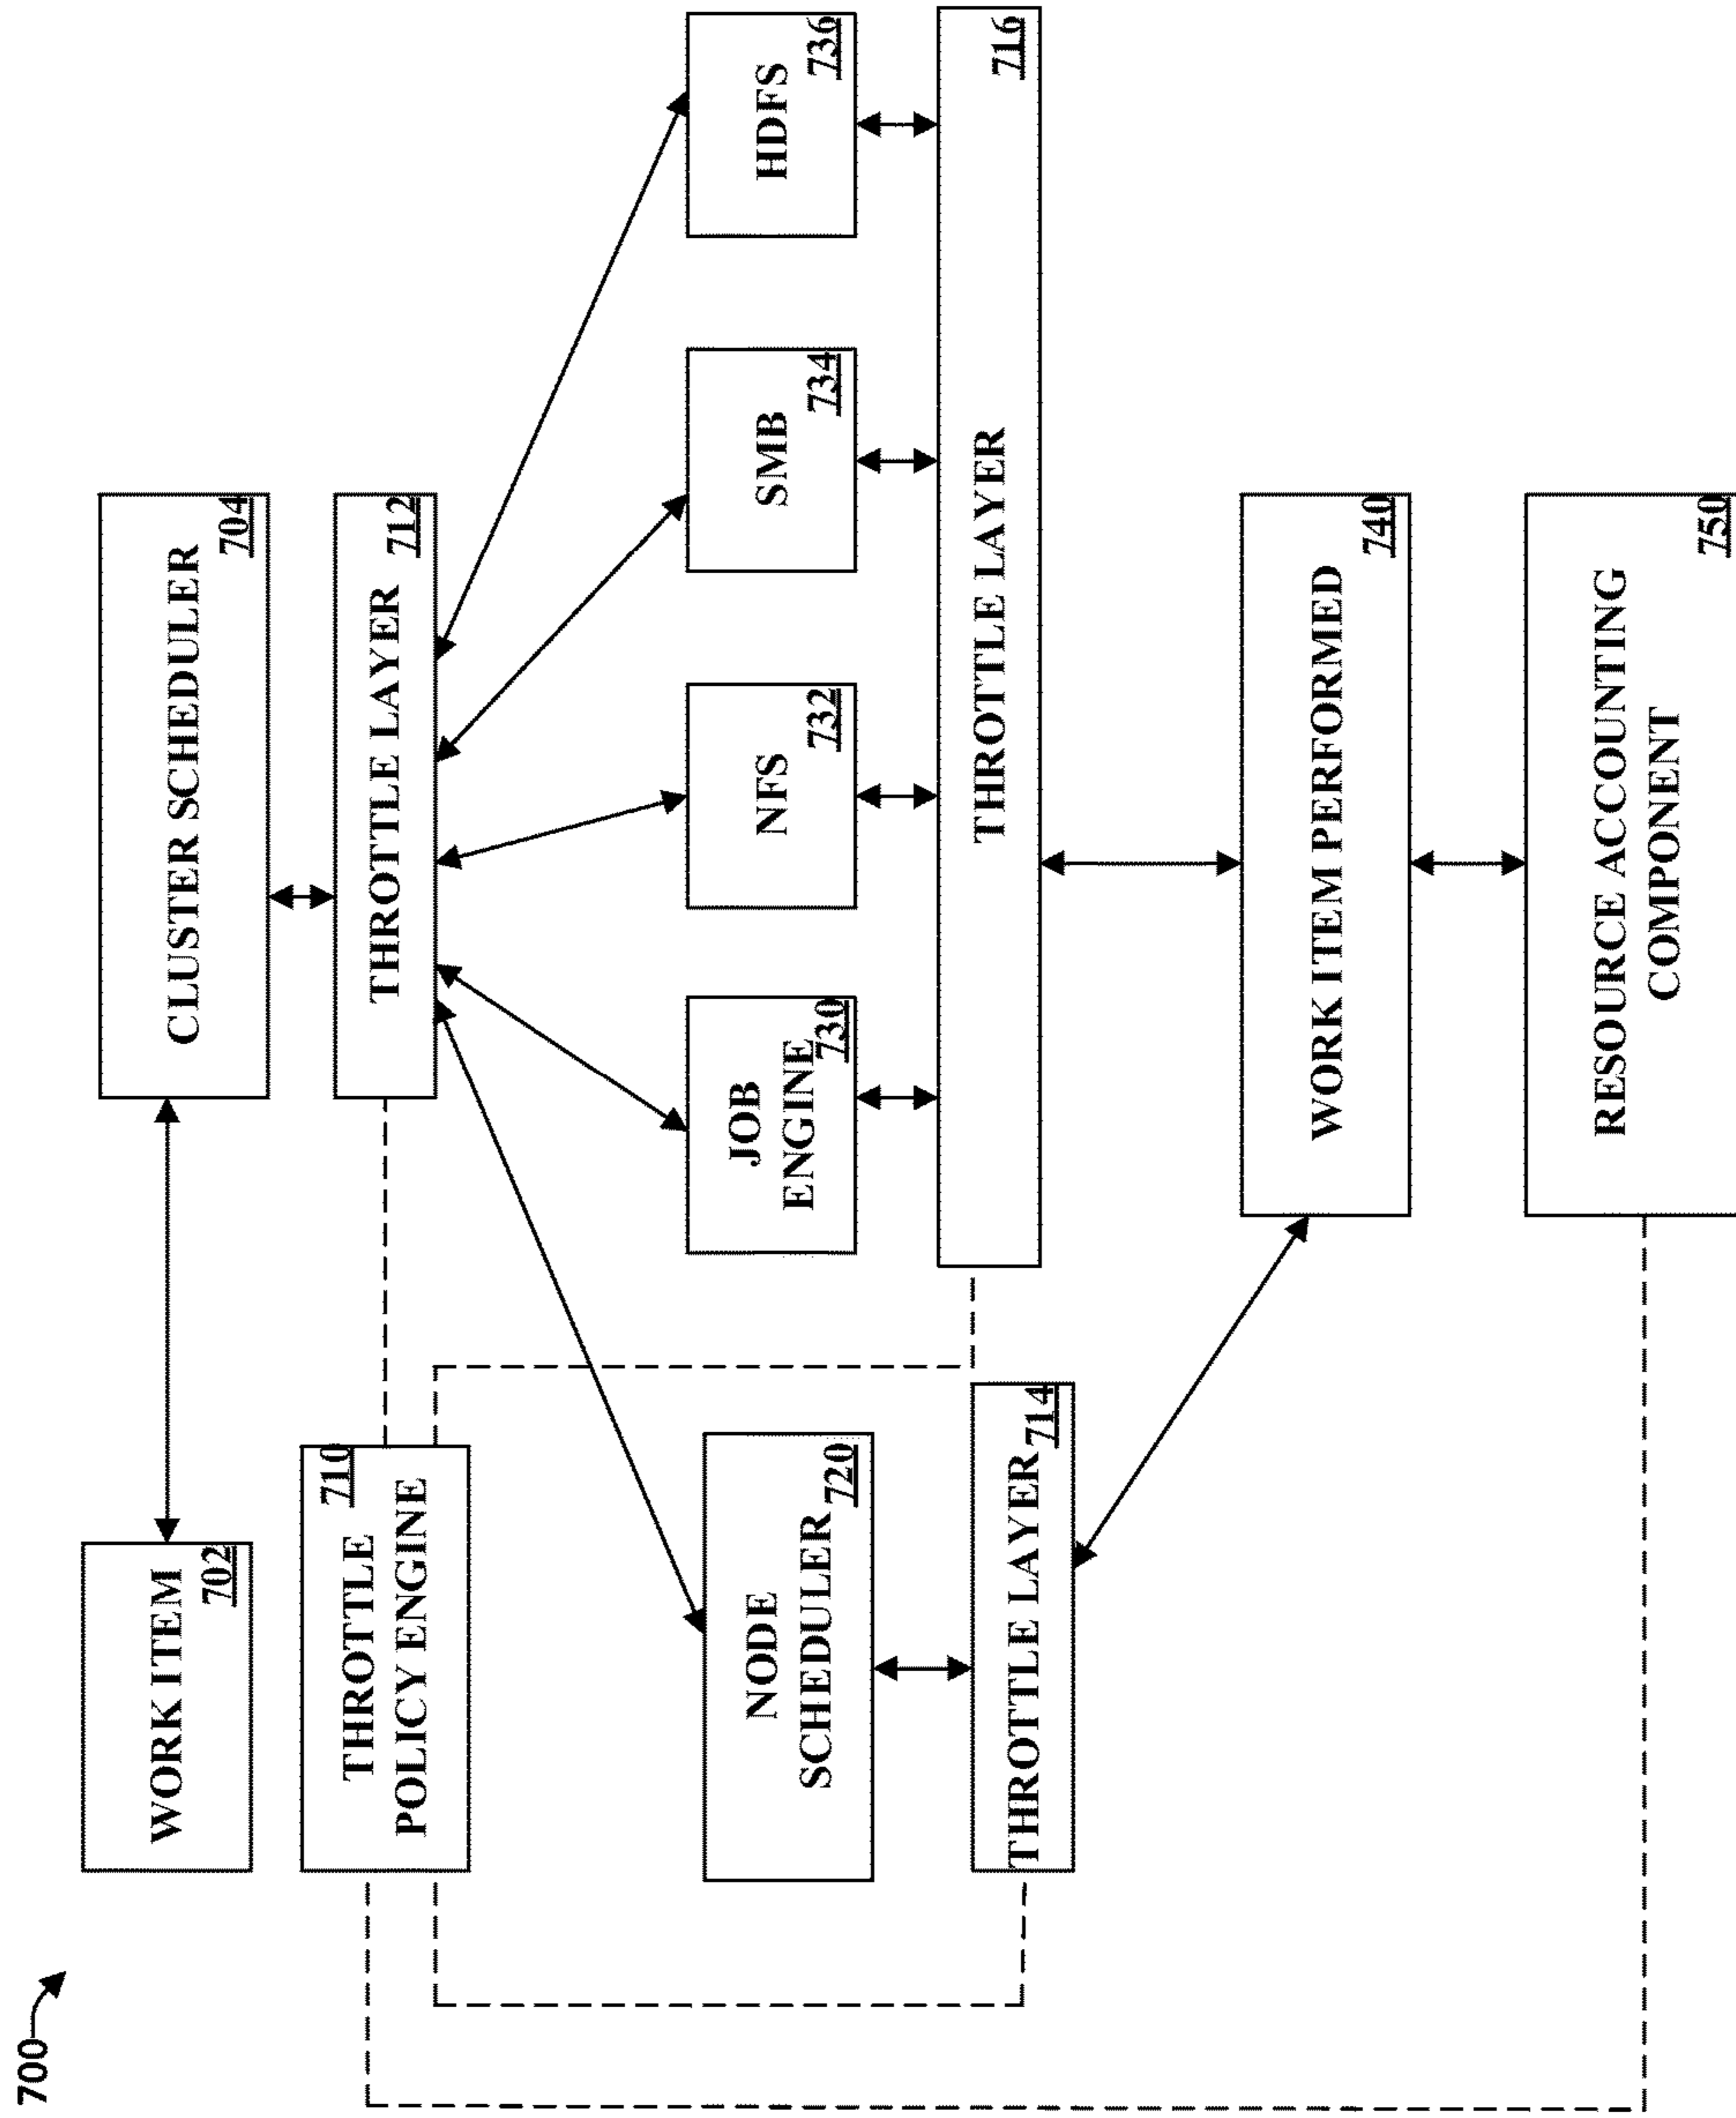 700
WORK ITEM
702
CLUSTER SCHEDULER
704
THROTTLE
POLICY ENGINE
710
THROTTLE LAYER
712
NODE
SCHEDULER
720
JOB
ENGINE
730
NFS
732
SMB
734
HDFS
736
THROTTLE LAYER
714
THROTTLE LAYER
716
WORK ITEM PERFORMED
740
RESOURCE ACCOUNTING
COMPONENT
750